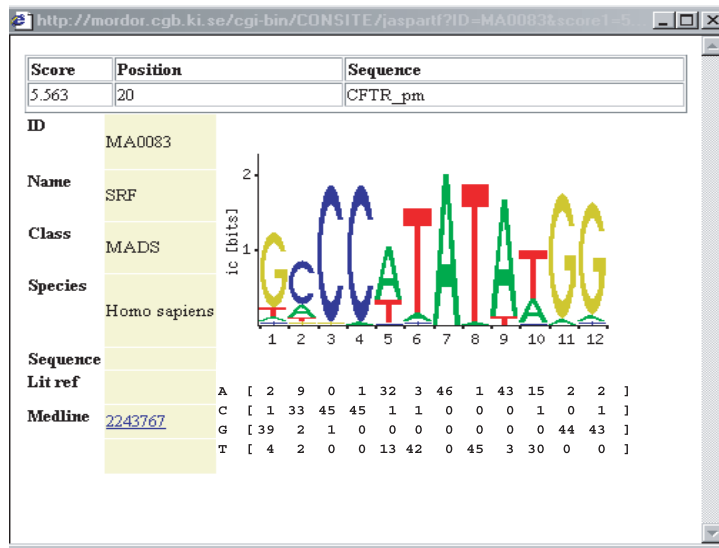 http://mordor.cgb.ki.se/cgi-bin/CONSITE/jaspartf?ID=MA0083&score1=5...
Score Position Sequence
5.563 20 CFTR_pm
ID MA0083
Name SRF
Class MADS
Species Homo sapiens
Sequence
Lit ref
Medline 2243767
ic [bits]
2
1
GCCCATATATGG
1 2 3 4 5 6 7 8 9 10 11 12
A [ 2 9 0 1 32 3 46 1 43 15 2 2 ]
C [ 1 33 45 45 1 1 0 0 0 1 0 1 ]
G [ 39 2 1 0 0 0 0 0 0 0 44 43 ]
T [ 4 2 0 0 13 42 0 45 3 30 0 0 ]